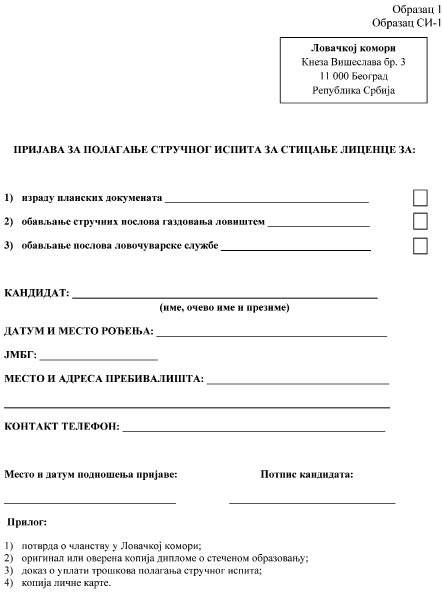 Образац 1
Образац СИ-1
Ловачкој комори
Кнеза Вишеслава бр. 3
11 000 Београд
Република Србија
ПРИЈАВА ЗА ПОЛАГАЊЕ СТРУЧНОГ ИСПИТА ЗА СТИЦАЊЕ ЛИЦЕНЦЕ ЗА:
1) израду планских докумената
2) обављање стручних послова газдовања ловиштем
3) обављање послова ловочуварске службе
КАНДИДАТ:
(име, очево име и презиме)
ДАТУМ И МЕСТО РОЂЕЊА:
ЈМБГ:
МЕСТО И АДРЕСА ПРЕБИВАЛИШТА:
КОНТАКТ ТЕЛЕФОН:
Место и датум подношења пријаве: Потпис кандидата:
Прилог:
1) потврда о чланству у Ловачкој комори;
2) оригинал или оверена копија дипломе о стеченом образовању;
3) доказ о уплати трошкова полагања стручног испита;
4) копија личне карте.